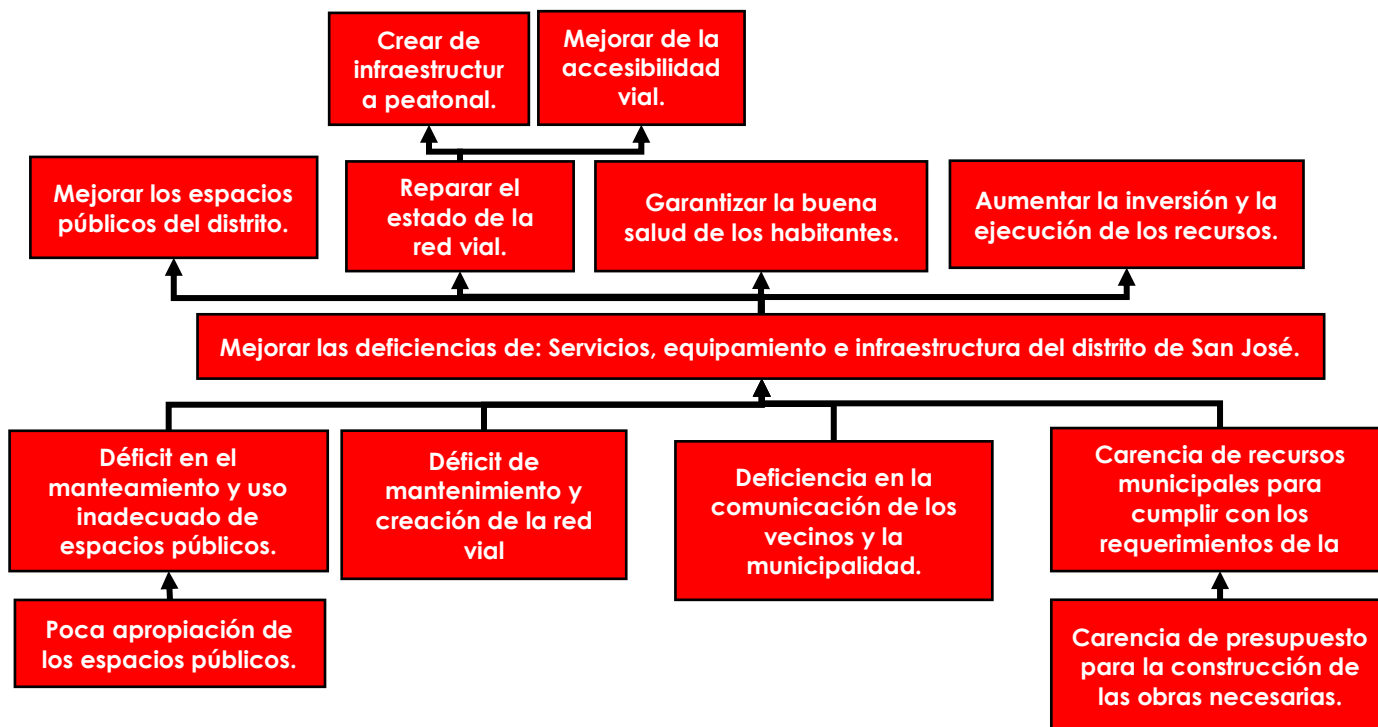 Crear de
infraestructur
a peatonal.
Mejorar de la
accesibilidad
vial.
Mejorar los espacios
públicos del distrito.
Reparar el
estado de la
red vial.
Garantizar la buena
salud de los habitantes.
Aumentar la inversión y la
ejecución de los recursos.
Mejorar las deficiencias de: Servicios, equipamiento e infraestructura del distrito de San José.
Déficit en el
manteamiento y uso
inadecuado de
espacios públicos.
Déficit de
mantenimiento y
creación de la red
vial
Deficiencia en la
comunicación de los
vecinos y la
municipalidad.
Carencia de recursos
municipales para
cumplir con los
requerimientos de la
Poca apropiación de
los espacios públicos.
Carencia de presupuesto
para la construcción de
las obras necesarias.